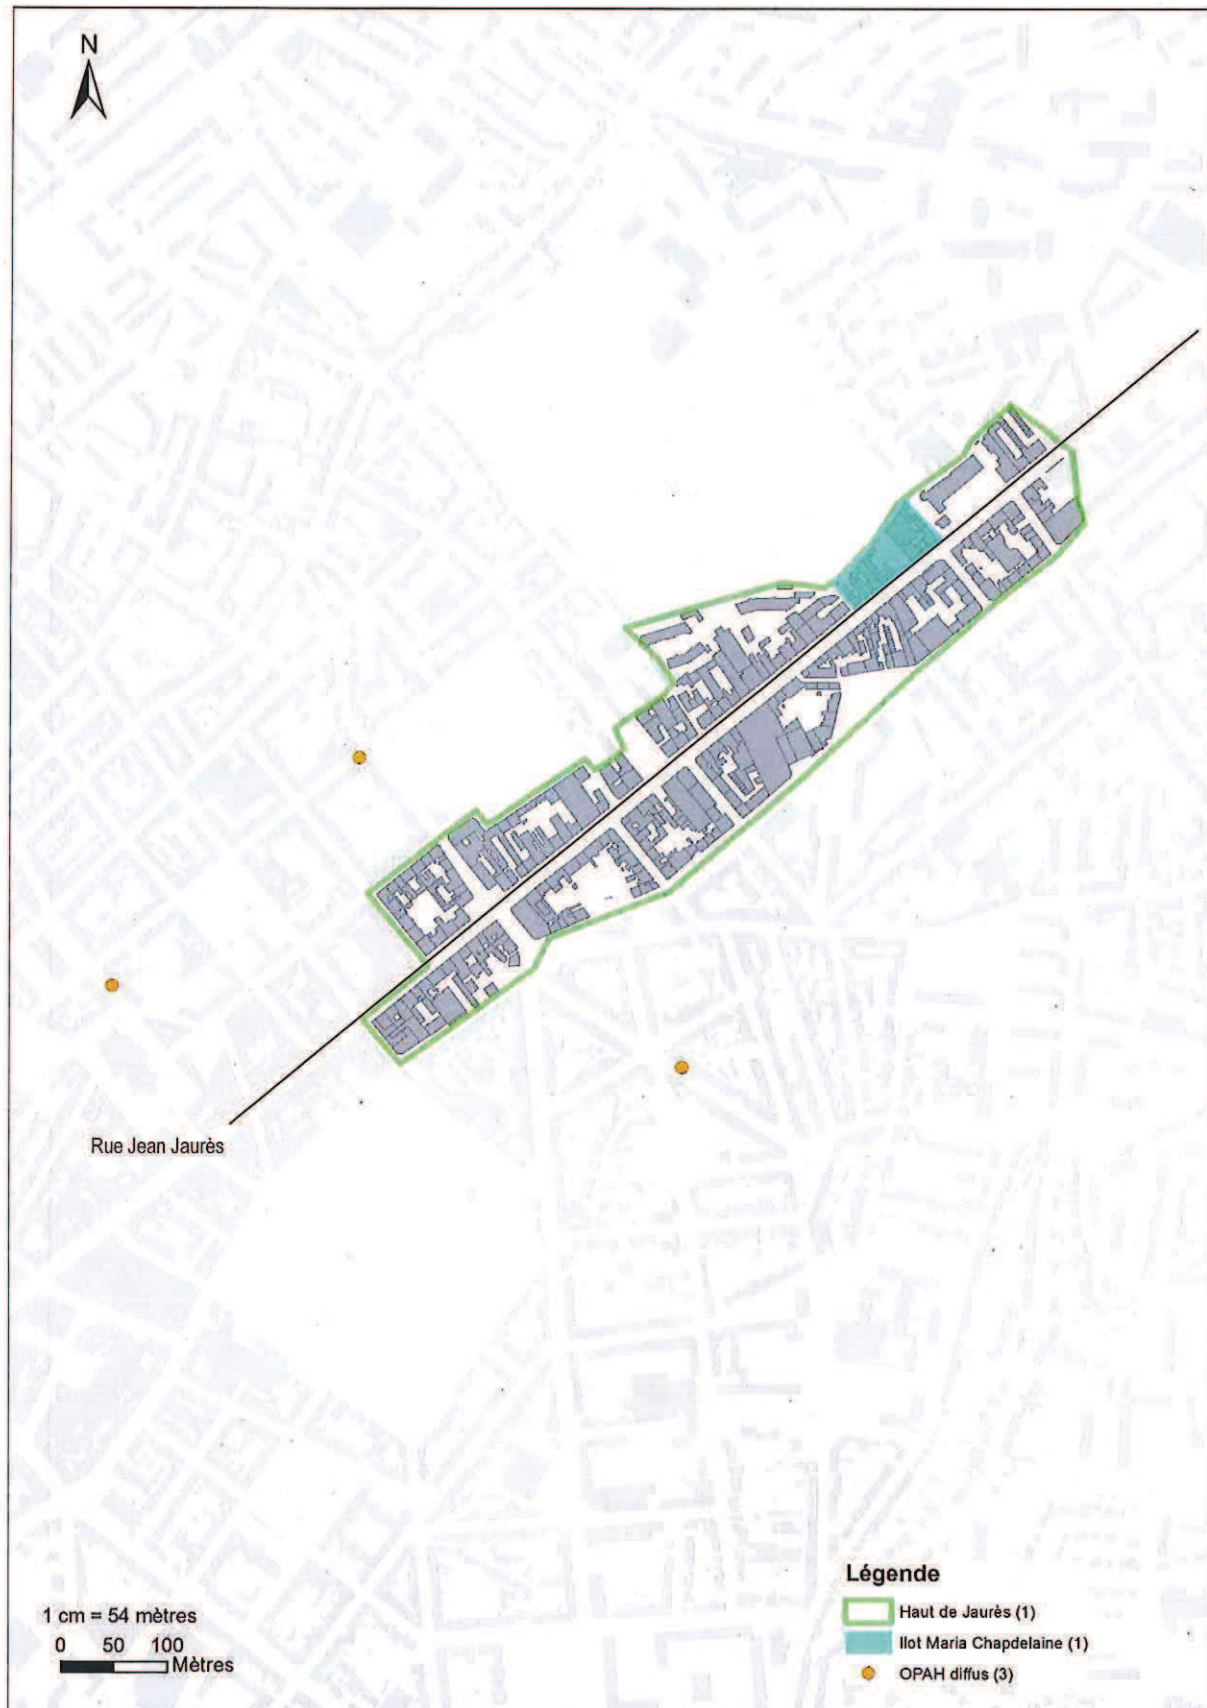 N
Rue Jean Jaurès
1 cm = 54 mètres
0 50 100
Mètres
Légende
Haut de Jaurès (1)
Ilot Maria Chapdelaine (1)
OPAH diffus (3)